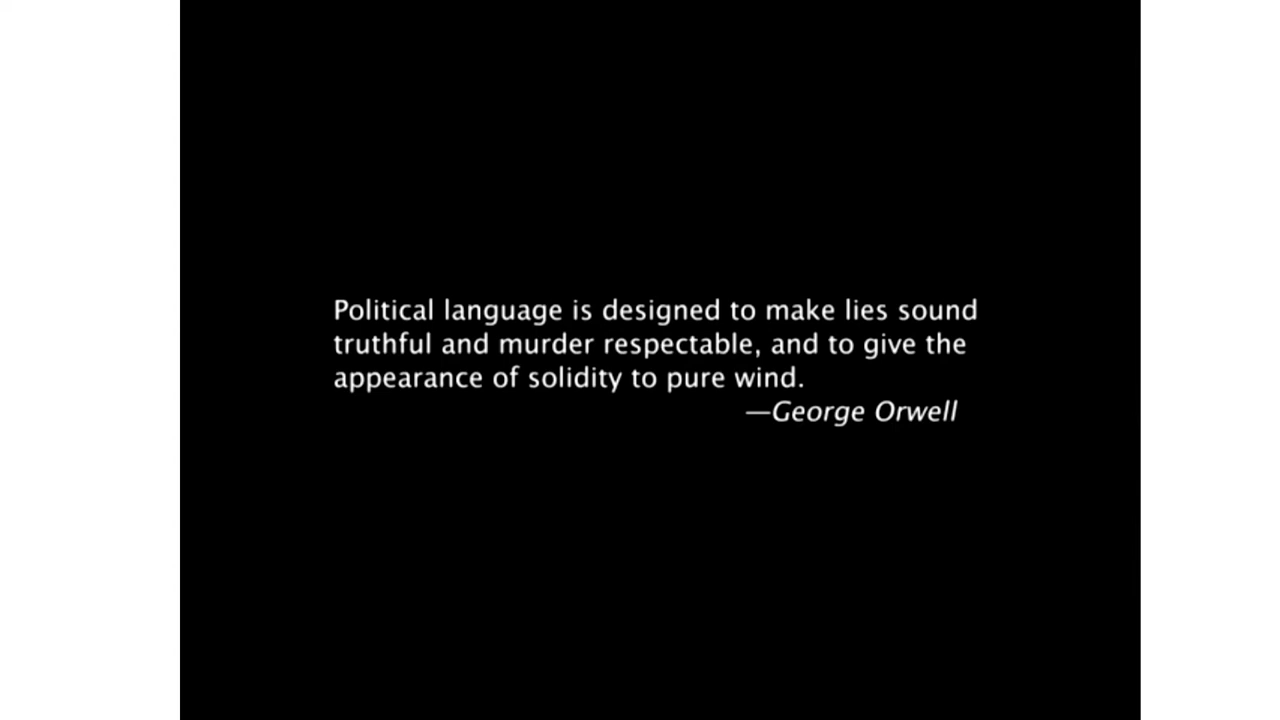 Political language is designed to make lies sound
truthful and murder respectable, and to give the
appearance of solidity to pure wind.
—George Orwell